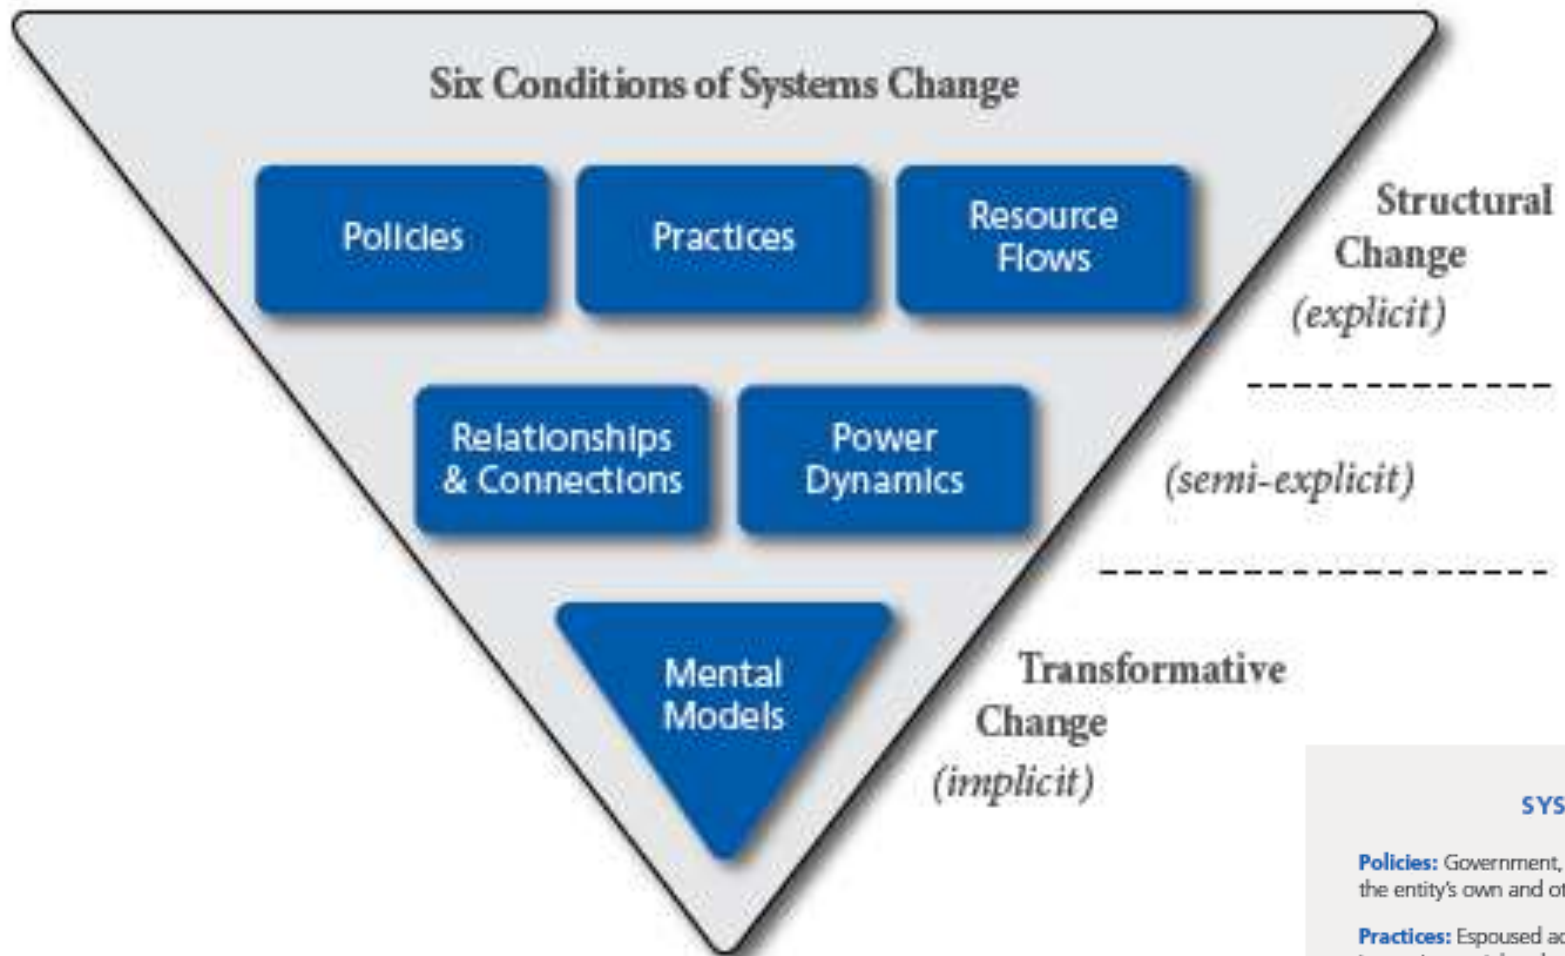 Six Conditions of Systems Change
Policies
Practices
Resource
Flows
Structural
Change
(explicit)
Relationships
& Connections
Power
Dynamics
(semi-explicit)
Mental
Models
Transformative
Change
(implicit)
SYS
Policies: Government,
the entity's own and ot
Practices: Espoused ac